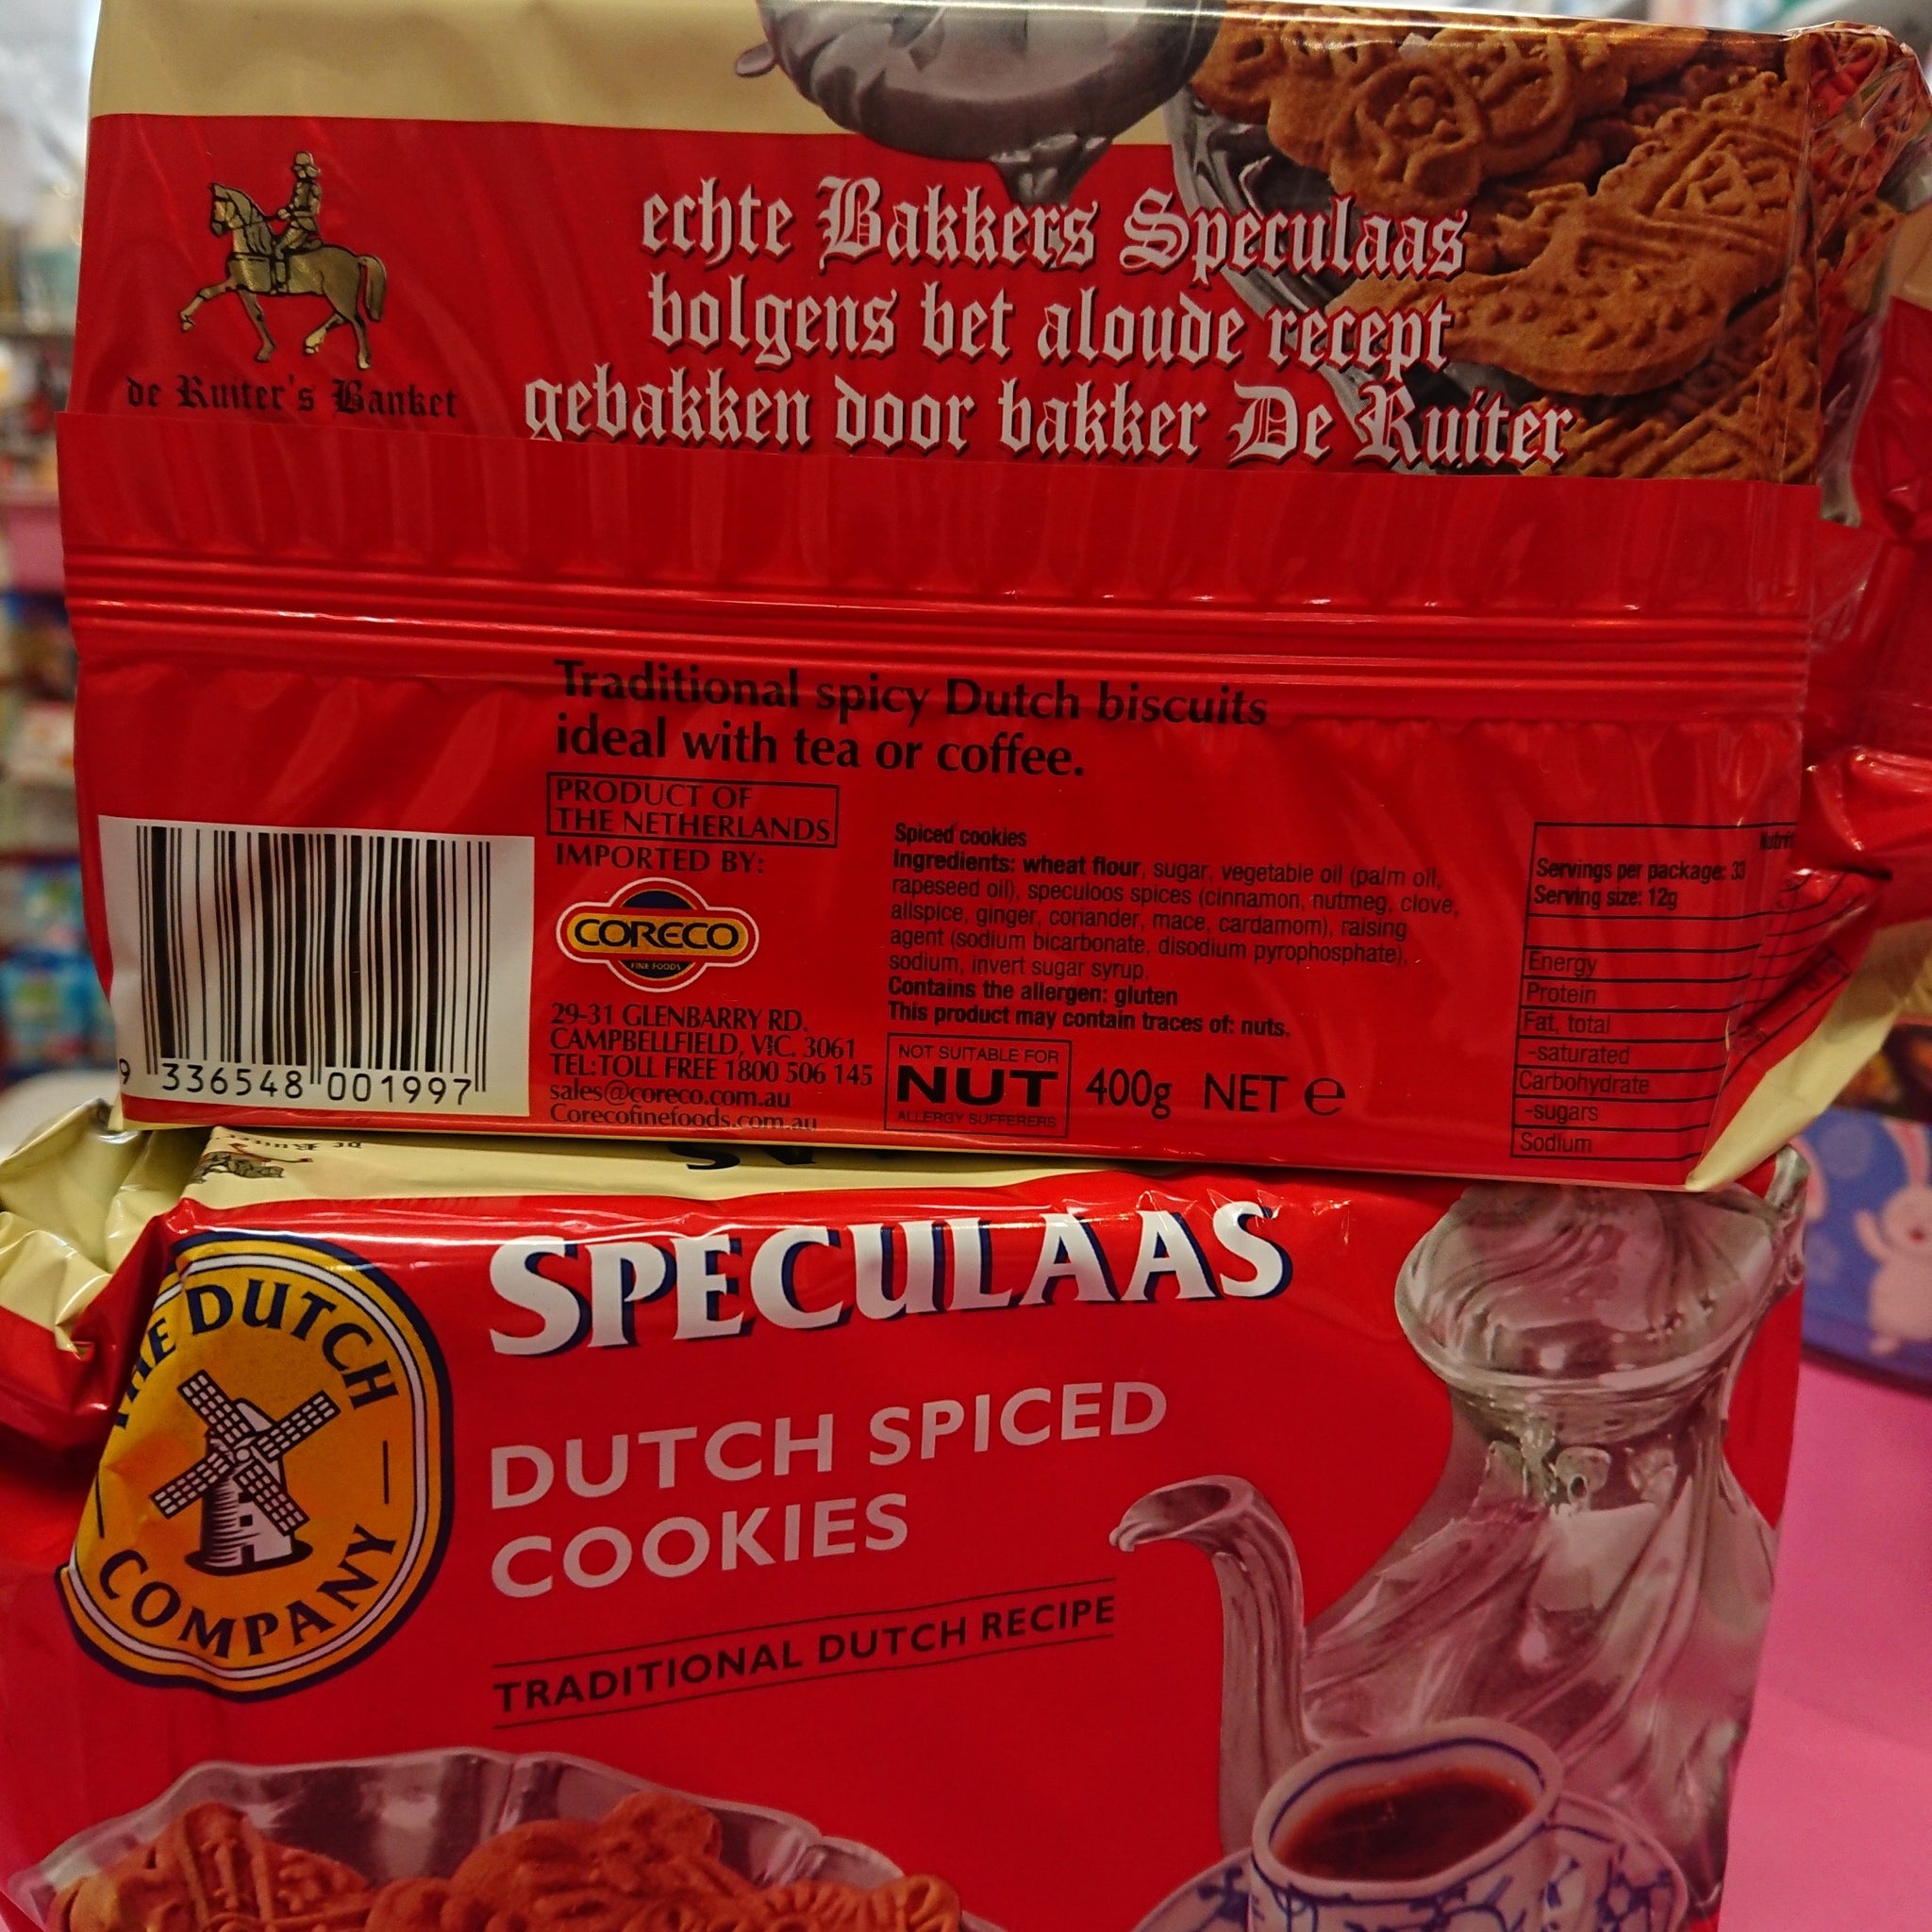 echte Bakkers Speculaas
volgens het aloude recept
gebakken door bakker De Ruiter
de Ruiter's Banket
Traditional spicy Dutch biscuits
ideal with tea or coffee.
PRODUCT OF
THE NETHERLANDS
IMPORTED BY:
CORECO
FINE FOODS
29-31 GLENBARRY RD,
CAMPBELLFIELD, VIC. 3061
TEL:TOLL FREE 1800 506 145
sales@coreco.com.au
Corecofinefoods.com.au
9 336548 001997
Spiced cookies
Ingredients: wheat flour, sugar, vegetable oil (palm oil,
rapeseed oil), speculoos spices (cinnamon, nutmeg, clove,
allspice, ginger, coriander, mace, cardamom), raising
agent (sodium bicarbonate, disodium pyrophosphate),
sodium, invert sugar syrup.
Contains the allergen: gluten
This product may contain traces of: nuts.
NOT SUITABLE FOR
NUT
ALLERGY SUFFERERS
400g NET e
Servings per package: 33
Serving size: 12g
Energy
Protein
Fat, total
-saturated
Carbohydrate
-sugars
Sodium
de Ruiter
THE DUTCH
COMPANY
SPECULAAS
DUTCH SPICED
COOKIES
TRADITIONAL DUTCH RECIPE